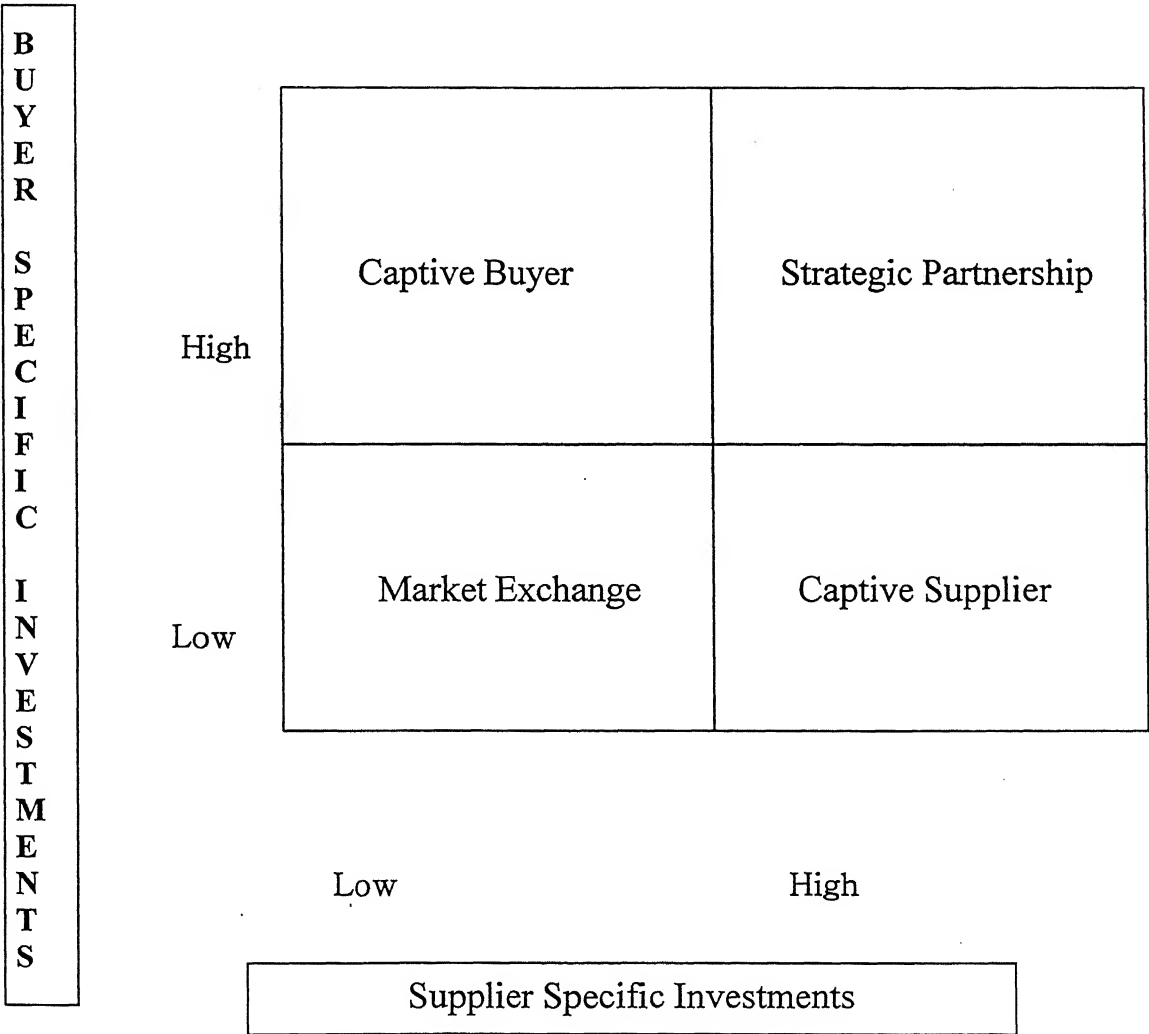 BUYER SPECIFIC INVESTMENTS
Captive Buyer
Strategic Partnership
High
Market Exchange
Captive Supplier
Low
Low
High
Supplier Specific Investments